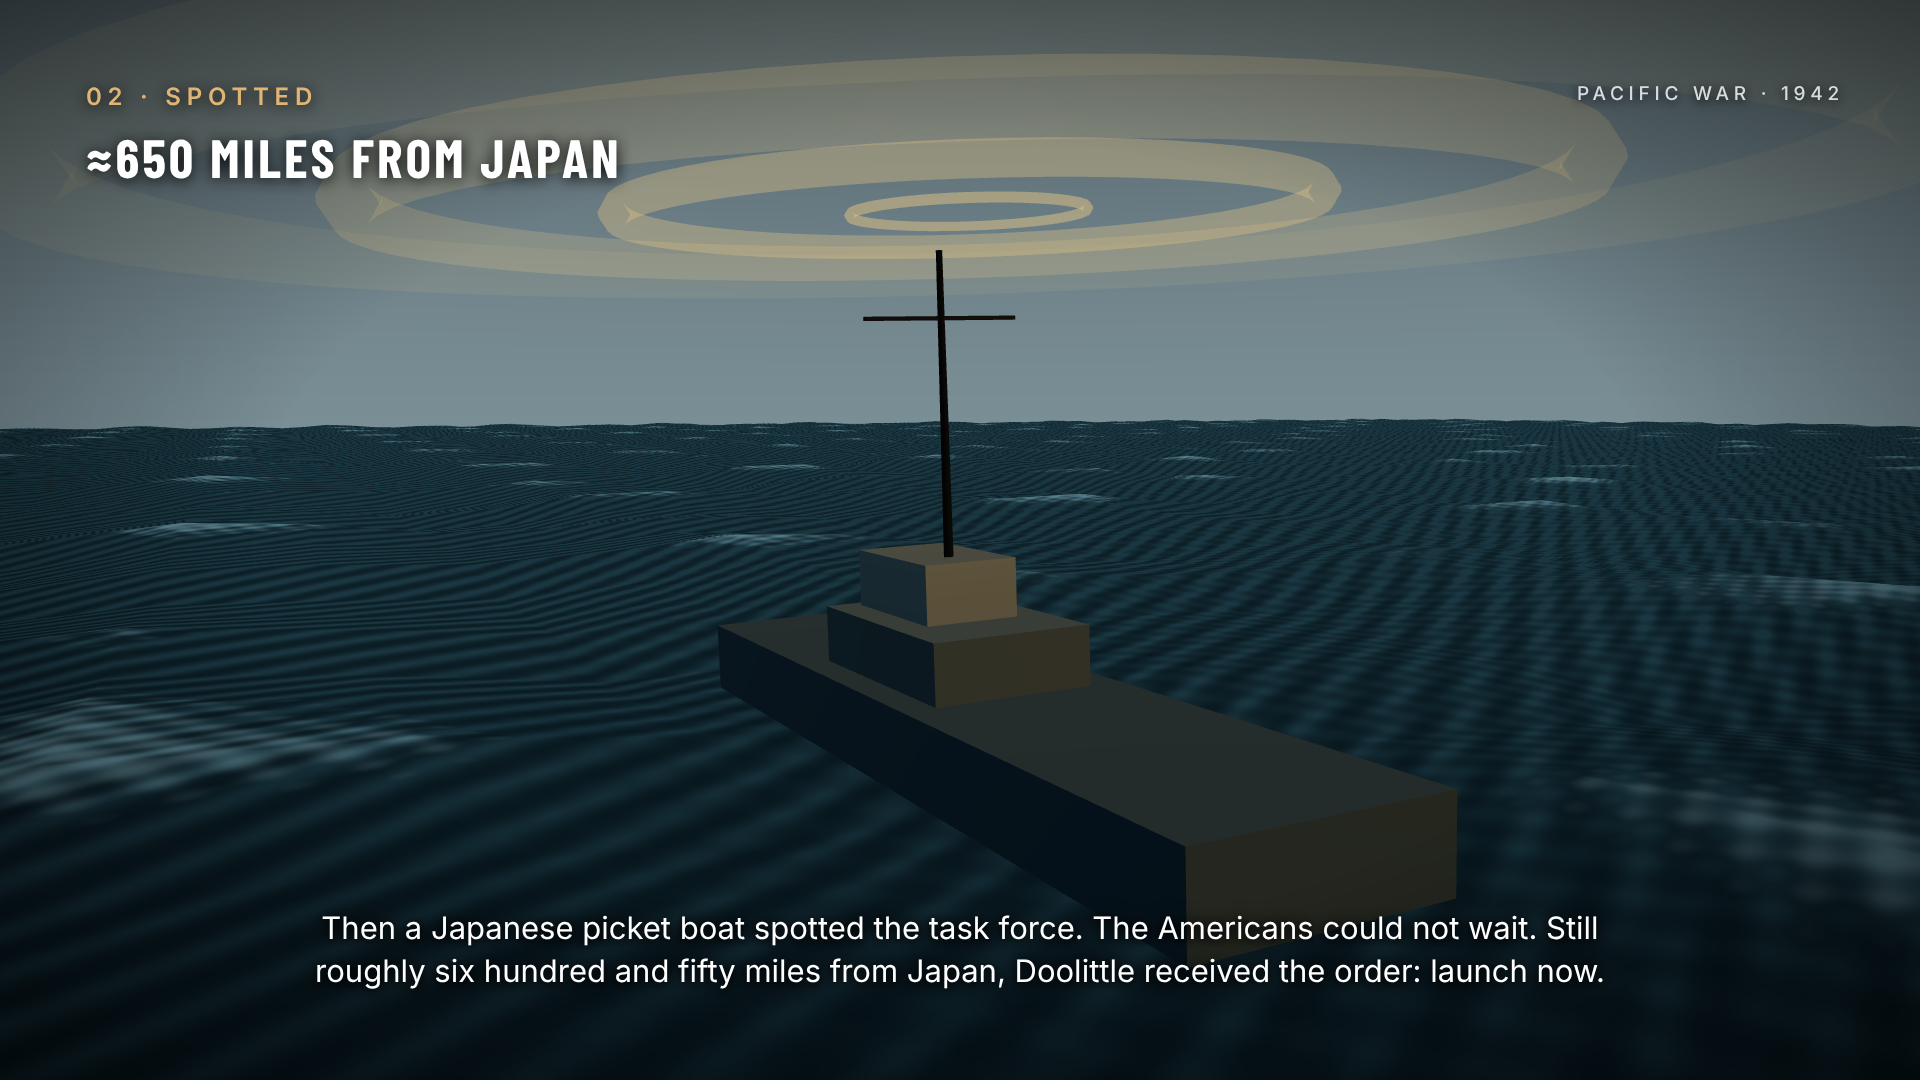 02 · SPOTTED
PACIFIC WAR · 1942
≈650 MILES FROM JAPAN
Then a Japanese picket boat spotted the task force. The Americans could not wait. Still
roughly six hundred and fifty miles from Japan, Doolittle received the order: launch now.